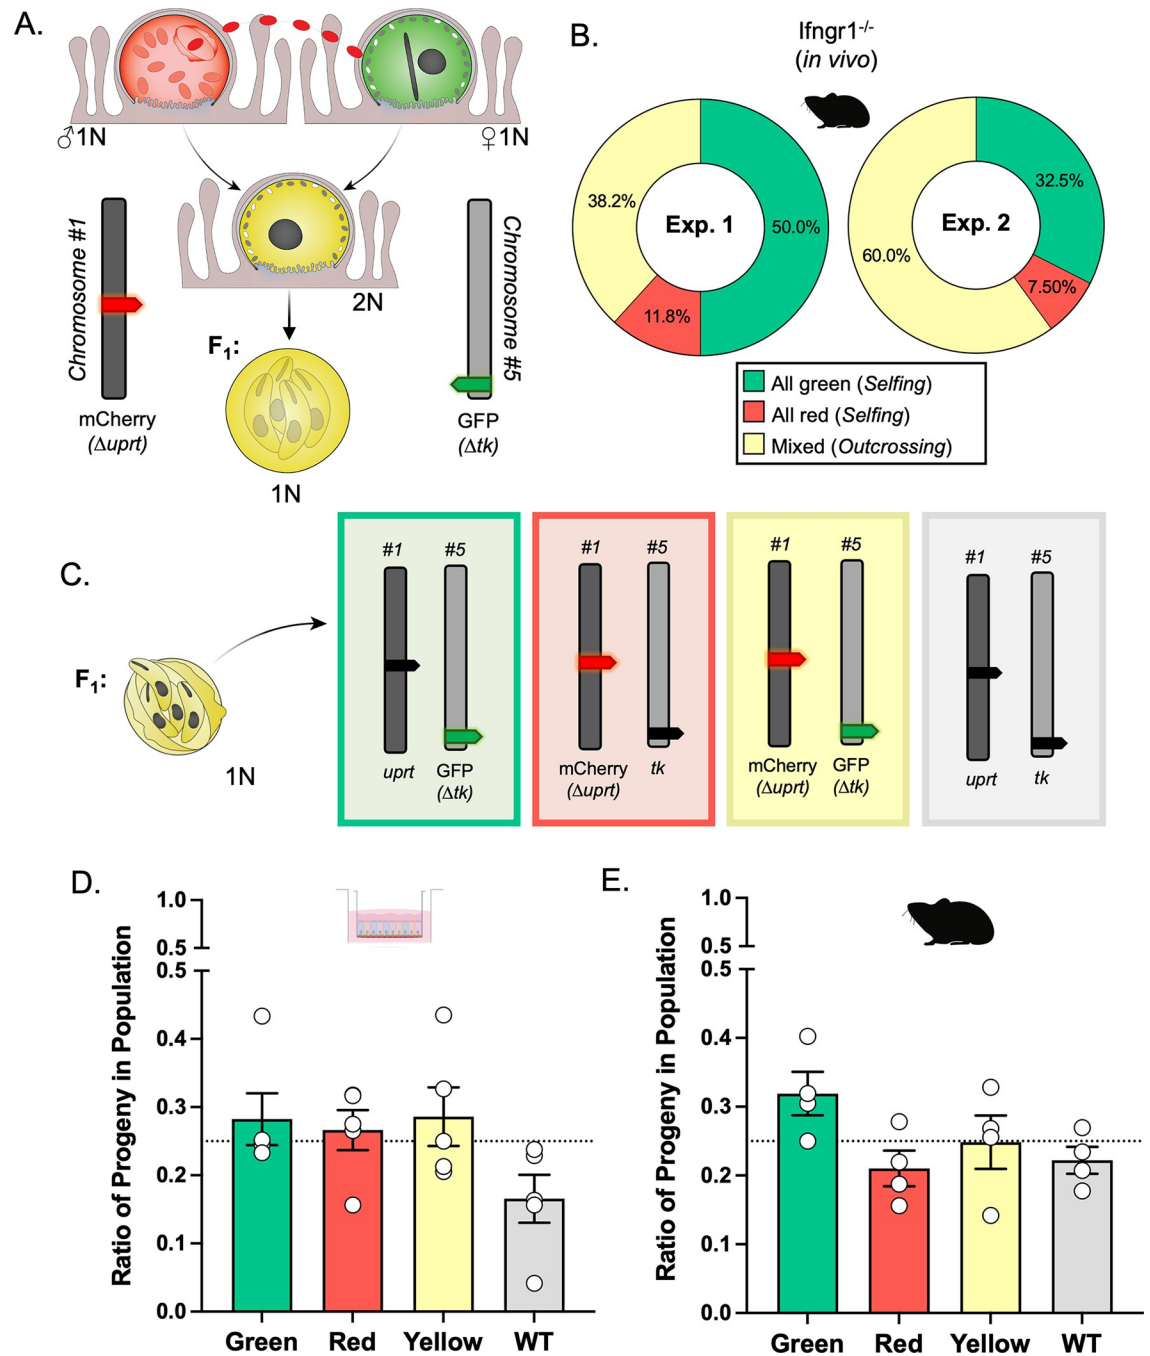 A.
♂1N
♀1N
2N
Chromosome #1
mCherry
(Δuprt)
F1:
1N
Chromosome #5
GFP
(Δtk)
B.
Ifngr1-/-
(in vivo)
38.2%
50.0%
11.8%
Exp. 1
32.5%
60.0%
7.50%
Exp. 2
All green (Selfing)
All red (Selfing)
Mixed (Outcrossing)
C.
F1:
1N
#1 #5
uprt GFP
(Δtk)
#1 #5
mCherry tk
(Δuprt)
#1 #5
mCherry GFP
(Δuprt) (Δtk)
#1 #5
uprt tk
D.
Ratio of Progeny in Population
1.0
0.5
0.5
0.4
0.3
0.2
0.1
0.0
Green Red Yellow WT
E.
Ratio of Progeny in Population
1.0
0.5
0.5
0.4
0.3
0.2
0.1
0.0
Green Red Yellow WT